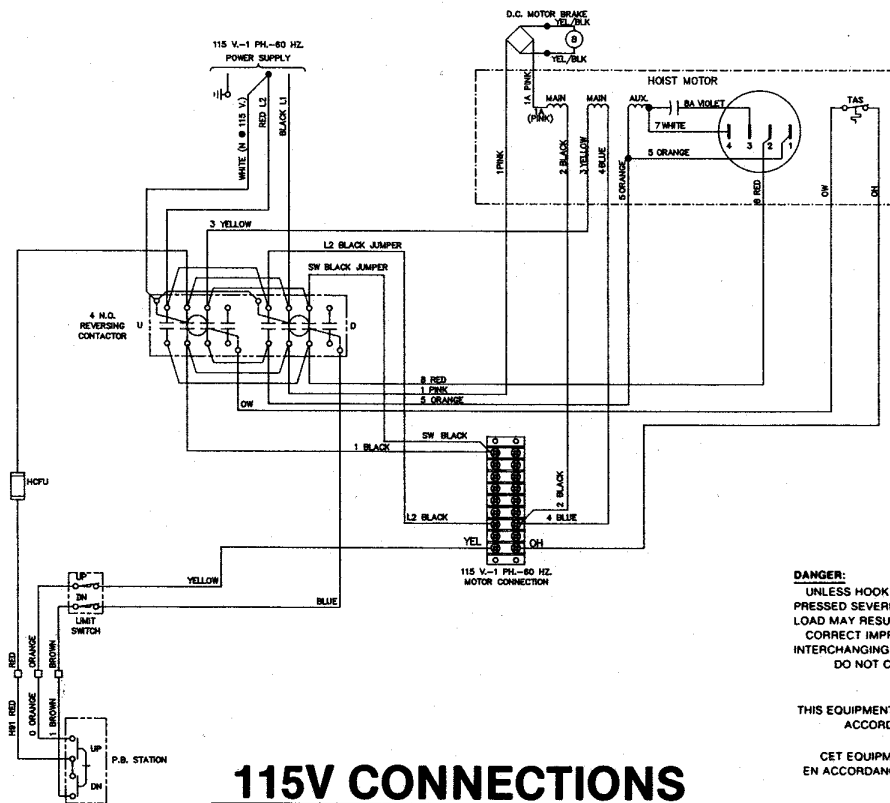 D.C. MOTOR BRAKE
YEL/BLK
B
YEL/BLK
115 V.-1 PH.-60 HZ.
POWER SUPPLY
HOIST MOTOR
1A PINK
MAIN
1A
(PINK)
MAIN
AUX.
8A VIOLET
7 WHITE
4
3
2
1
TAS
WHITE (N @ 115 V.)
RED L2
BLACK L1
1 PINK
2 BLACK
3 YELLOW
4 BLUE
5 ORANGE
5 ORANGE
8 RED
OW
OH
3 YELLOW
L2 BLACK JUMPER
SW BLACK JUMPER
4 N.O.
REVERSING
CONTACTOR
U
D
8 RED
1 PINK
5 ORANGE
OW
SW BLACK
1 BLACK
2 BLACK
L2 BLACK
4 BLUE
YEL
OH
115 V.-1 PH.-60 HZ.
MOTOR CONNECTION
HCFU
UP
DN
LIMIT
SWITCH
YELLOW
BLUE
RED
ORANGE
BROWN
H91 RED
0 ORANGE
1 BROWN
UP
DN
P.B. STATION
DANGER:
UNLESS HOOK
PRESSED SEVER
LOAD MAY RESU
CORRECT IMPR
INTERCHANGING
DO NOT C
THIS EQUIPMENT
ACCORD
CET EQUIPM
EN ACCORDANC
115V CONNECTIONS